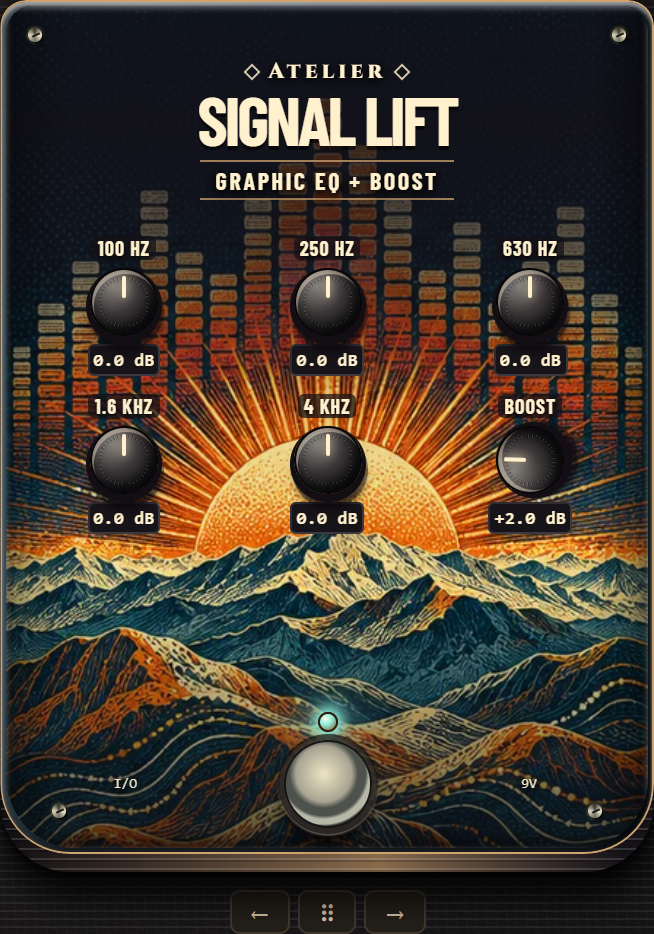 ATELIER
SIGNAL LIFT
GRAPHIC EQ + BOOST
100 HZ 250 HZ 630 HZ
0.0 dB 0.0 dB 0.0 dB
1.6 KHZ 4 KHZ BOOST
0.0 dB 0.0 dB +2.0 dB
I/O 9V
← ⠿ →